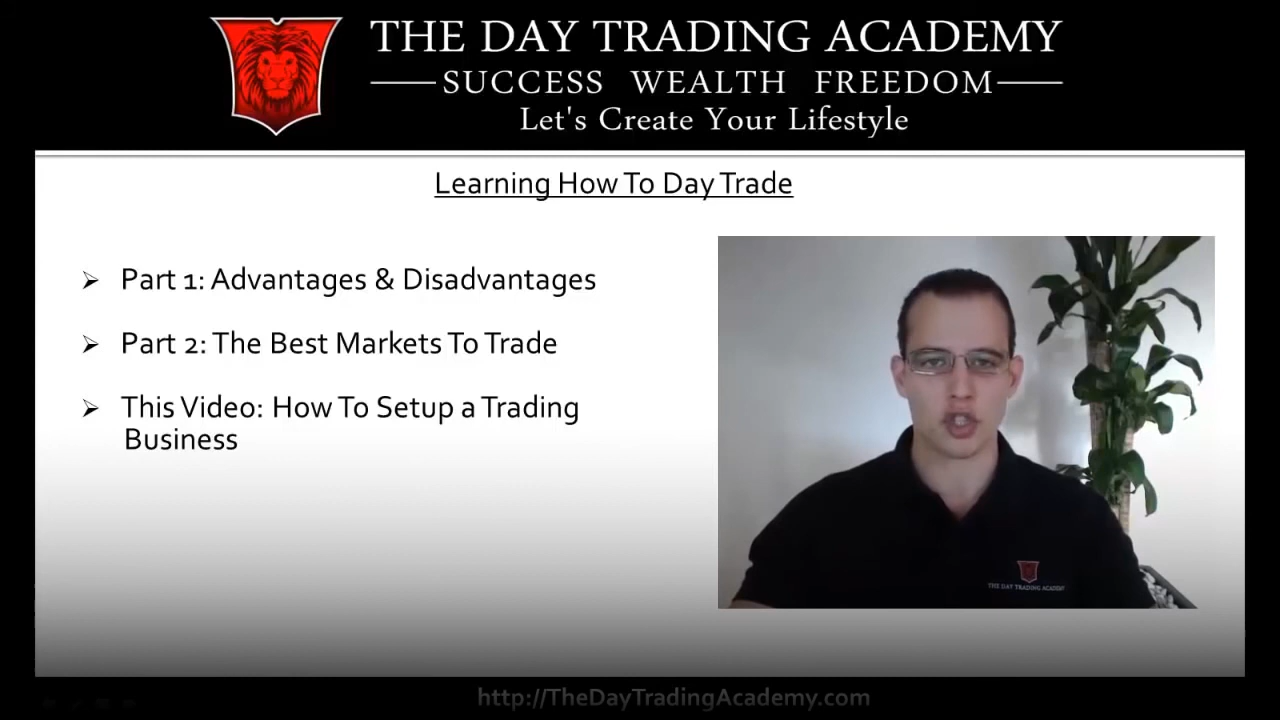 THE DAY TRADING ACADEMY
SUCCESS WEALTH FREEDOM
Let's Create Your Lifestyle
Learning How To Day Trade
Part 1: Advantages & Disadvantages
Part 2: The Best Markets To Trade
This Video: How To Setup a Trading
Business
THE DAY TRADING ACADEMY
http://TheDayTradingAcademy.com